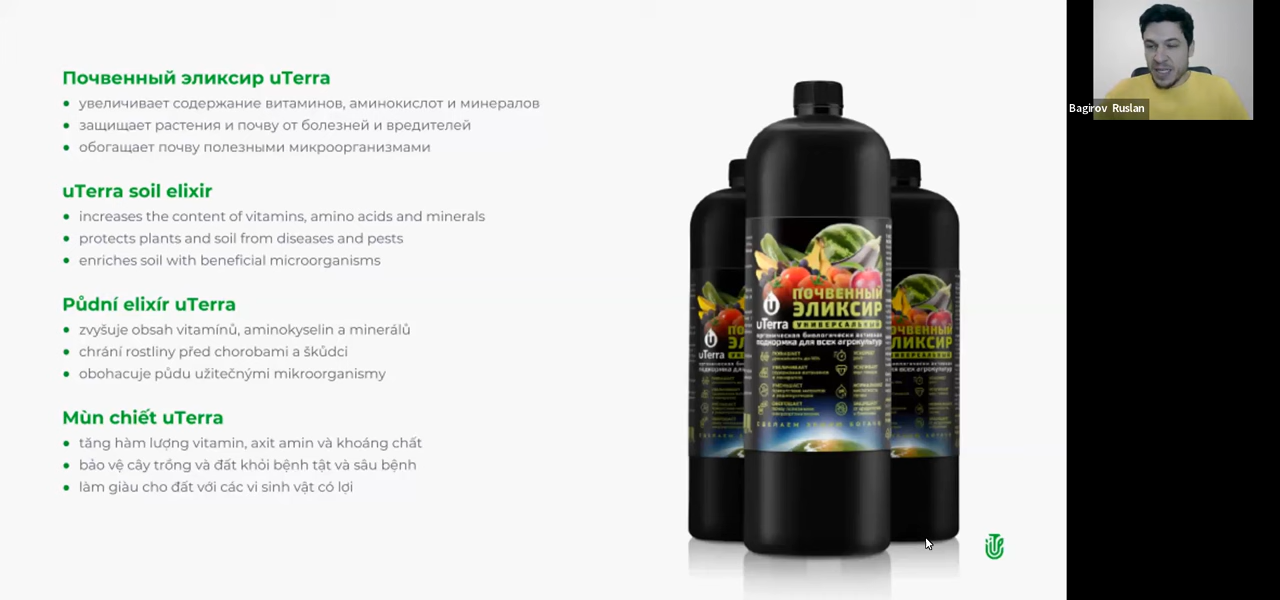 Почвенный эликсир uTerra
увеличивает содержание витаминов, аминокислот и минералов
защищает растения и почву от болезней и вредителей
обогащает почву полезными микроорганизмами
uTerra soil elixir
increases the content of vitamins, amino acids and minerals
protects plants and soil from diseases and pests
enriches soil with beneficial microorganisms
Půdní elixír uTerra
zvyšuje obsah vitamínů, aminokyselin a minerálů
chrání rostliny před chorobami a škůdci
obohacuje půdu užitečnými mikroorganismy
Mùn chiết uTerra
tăng hàm lượng vitamin, axit amin và khoáng chất
bảo vệ cây trồng và đất khỏi bệnh tật và sâu bệnh
làm giàu cho đất với các vi sinh vật có lợi
ПОЧВЕННЫЙ
ЭЛИКСИР
УНИВЕРСАЛЬНЫЙ
uTerra
органическая биологически активная
подкормка для всех агрокультур
uTerra
Bagirov Ruslan